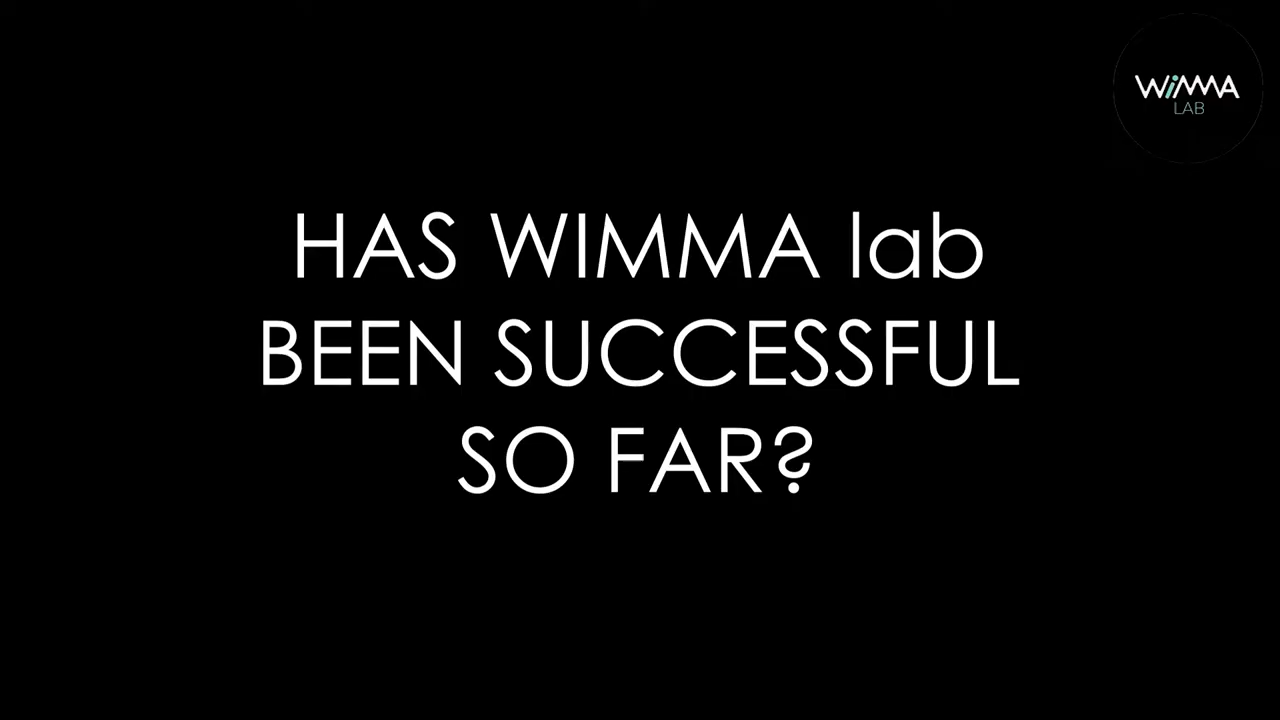 WiMMA
LAB
HAS WIMMA lab
BEEN SUCCESSFUL
SO FAR?